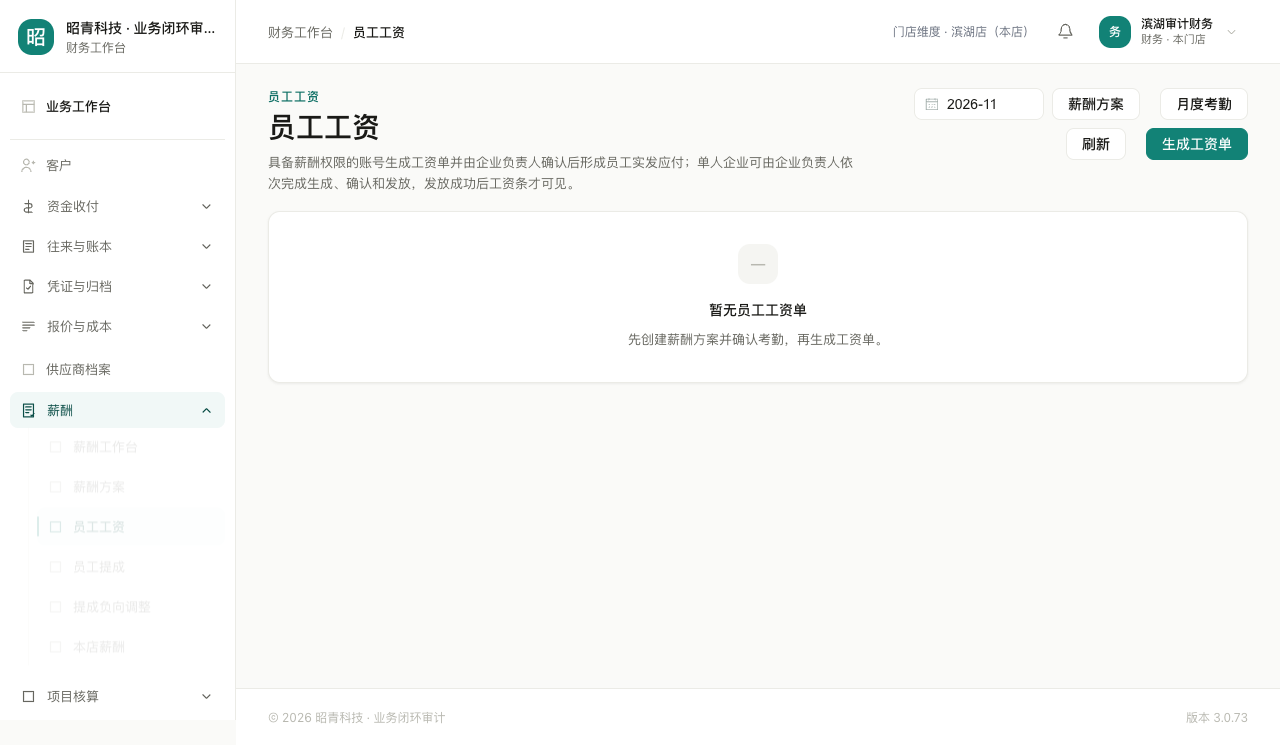 昭
昭青科技 · 业务闭环审...
财务工作台
业务工作台
客户
资金收付
往来与账本
凭证与归档
报价与成本
供应商档案
薪酬
薪酬工作台
薪酬方案
员工工资
员工提成
提成负向调整
本店薪酬
项目核算
财务工作台 / 员工工资
门店维度 · 滨湖店（本店）
务
滨湖审计财务
财务 · 本门店
员工工资
员工工资
具备薪酬权限的账号生成工资单并由企业负责人确认后形成员工实发应付；单人企业可由企业负责人依
次完成生成、确认和发放，发放成功后工资条才可见。
2026-11
薪酬方案
月度考勤
刷新
生成工资单
暂无员工工资单
先创建薪酬方案并确认考勤，再生成工资单。
© 2026 昭青科技 · 业务闭环审计
版本 3.0.73